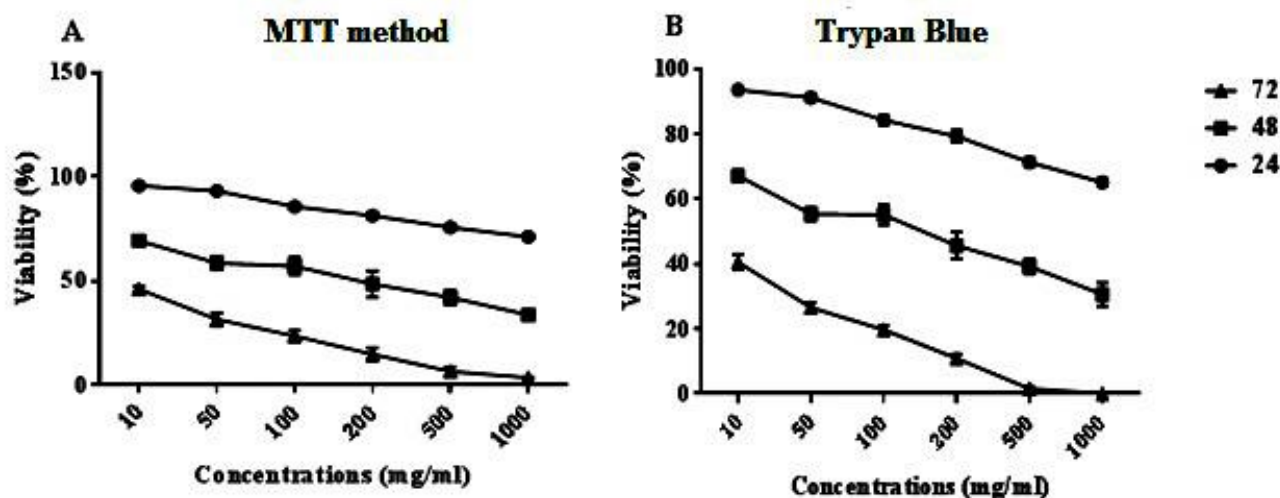 A
MTT method
150
100
50
0
Viability (%)
10 50 100 200 500 1000
Concentrations (mg/ml)
B
Trypan Blue
100
80
60
40
20
0
Viability (%)
10 50 100 200 500 1000
Concentrations (mg/ml)
72
48
24